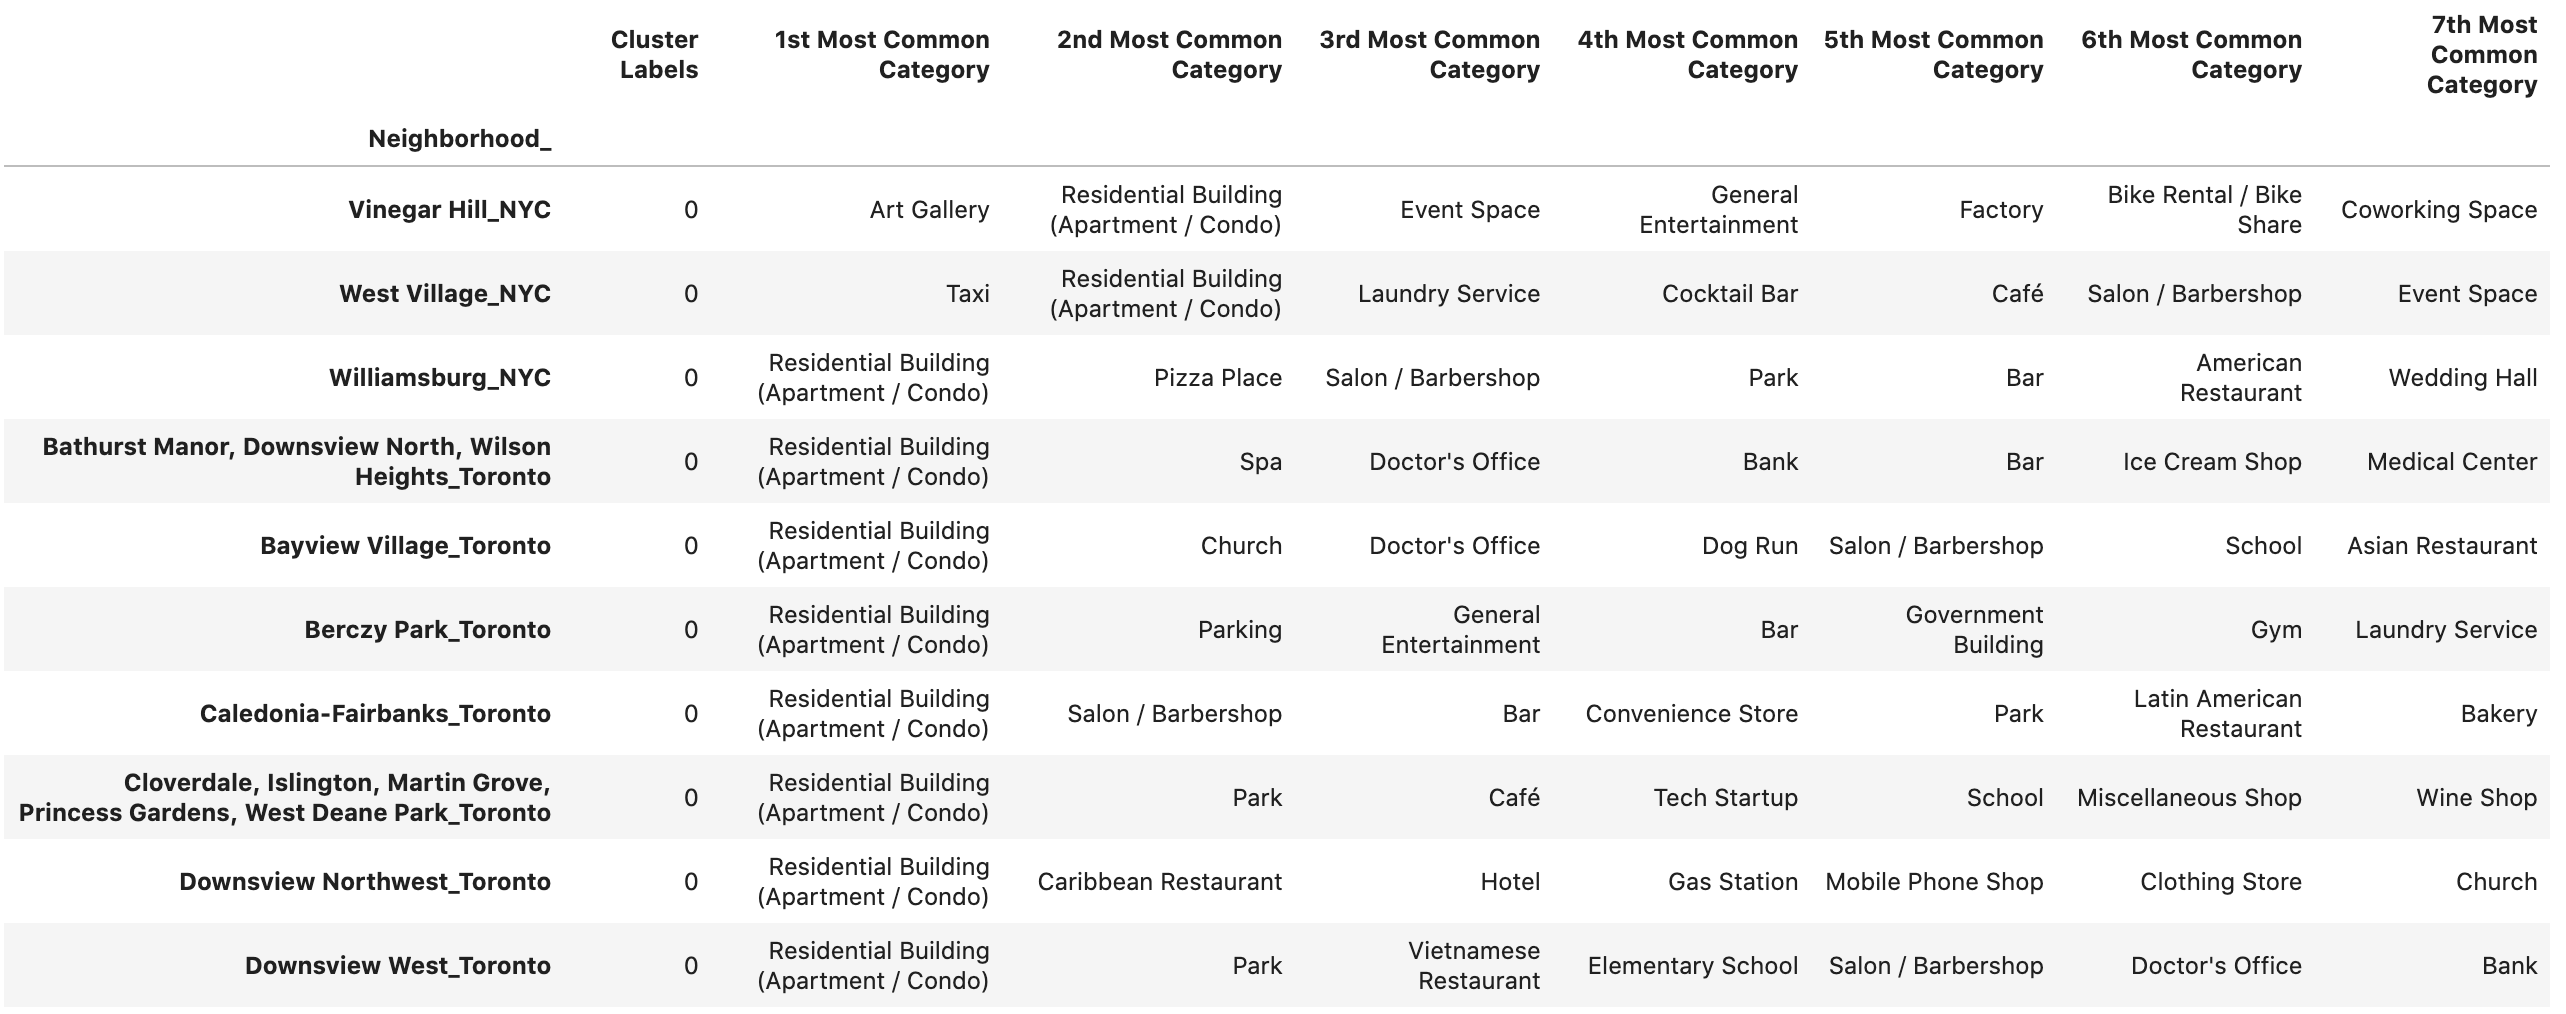 Cluster Labels	1st Most Common Category	2nd Most Common Category	3rd Most Common Category	4th Most Common Category	5th Most Common Category	6th Most Common Category	7th Most Common Category
Neighborhood_
Vinegar Hill_NYC	0	Art Gallery	Residential Building (Apartment / Condo)	Event Space	General Entertainment	Factory	Bike Rental / Bike Share	Coworking Space
West Village_NYC	0	Taxi	Residential Building (Apartment / Condo)	Laundry Service	Cocktail Bar	Café	Salon / Barbershop	Event Space
Williamsburg_NYC	0	Residential Building (Apartment / Condo)	Pizza Place	Salon / Barbershop	Park	Bar	American Restaurant	Wedding Hall
Bathurst Manor, Downsview North, Wilson Heights_Toronto	0	Residential Building (Apartment / Condo)	Spa	Doctor's Office	Bank	Bar	Ice Cream Shop	Medical Center
Bayview Village_Toronto	0	Residential Building (Apartment / Condo)	Church	Doctor's Office	Dog Run	Salon / Barbershop	School	Asian Restaurant
Berczy Park_Toronto	0	Residential Building (Apartment / Condo)	Parking	General Entertainment	Bar	Government Building	Gym	Laundry Service
Caledonia-Fairbanks_Toronto	0	Residential Building (Apartment / Condo)	Salon / Barbershop	Bar	Convenience Store	Park	Latin American Restaurant	Bakery
Cloverdale, Islington, Martin Grove, Princess Gardens, West Deane Park_Toronto	0	Residential Building (Apartment / Condo)	Park	Café	Tech Startup	School	Miscellaneous Shop	Wine Shop
Downsview Northwest_Toronto	0	Residential Building (Apartment / Condo)	Caribbean Restaurant	Hotel	Gas Station	Mobile Phone Shop	Clothing Store	Church
Downsview West_Toronto	0	Residential Building (Apartment / Condo)	Park	Vietnamese Restaurant	Elementary School	Salon / Barbershop	Doctor's Office	Bank